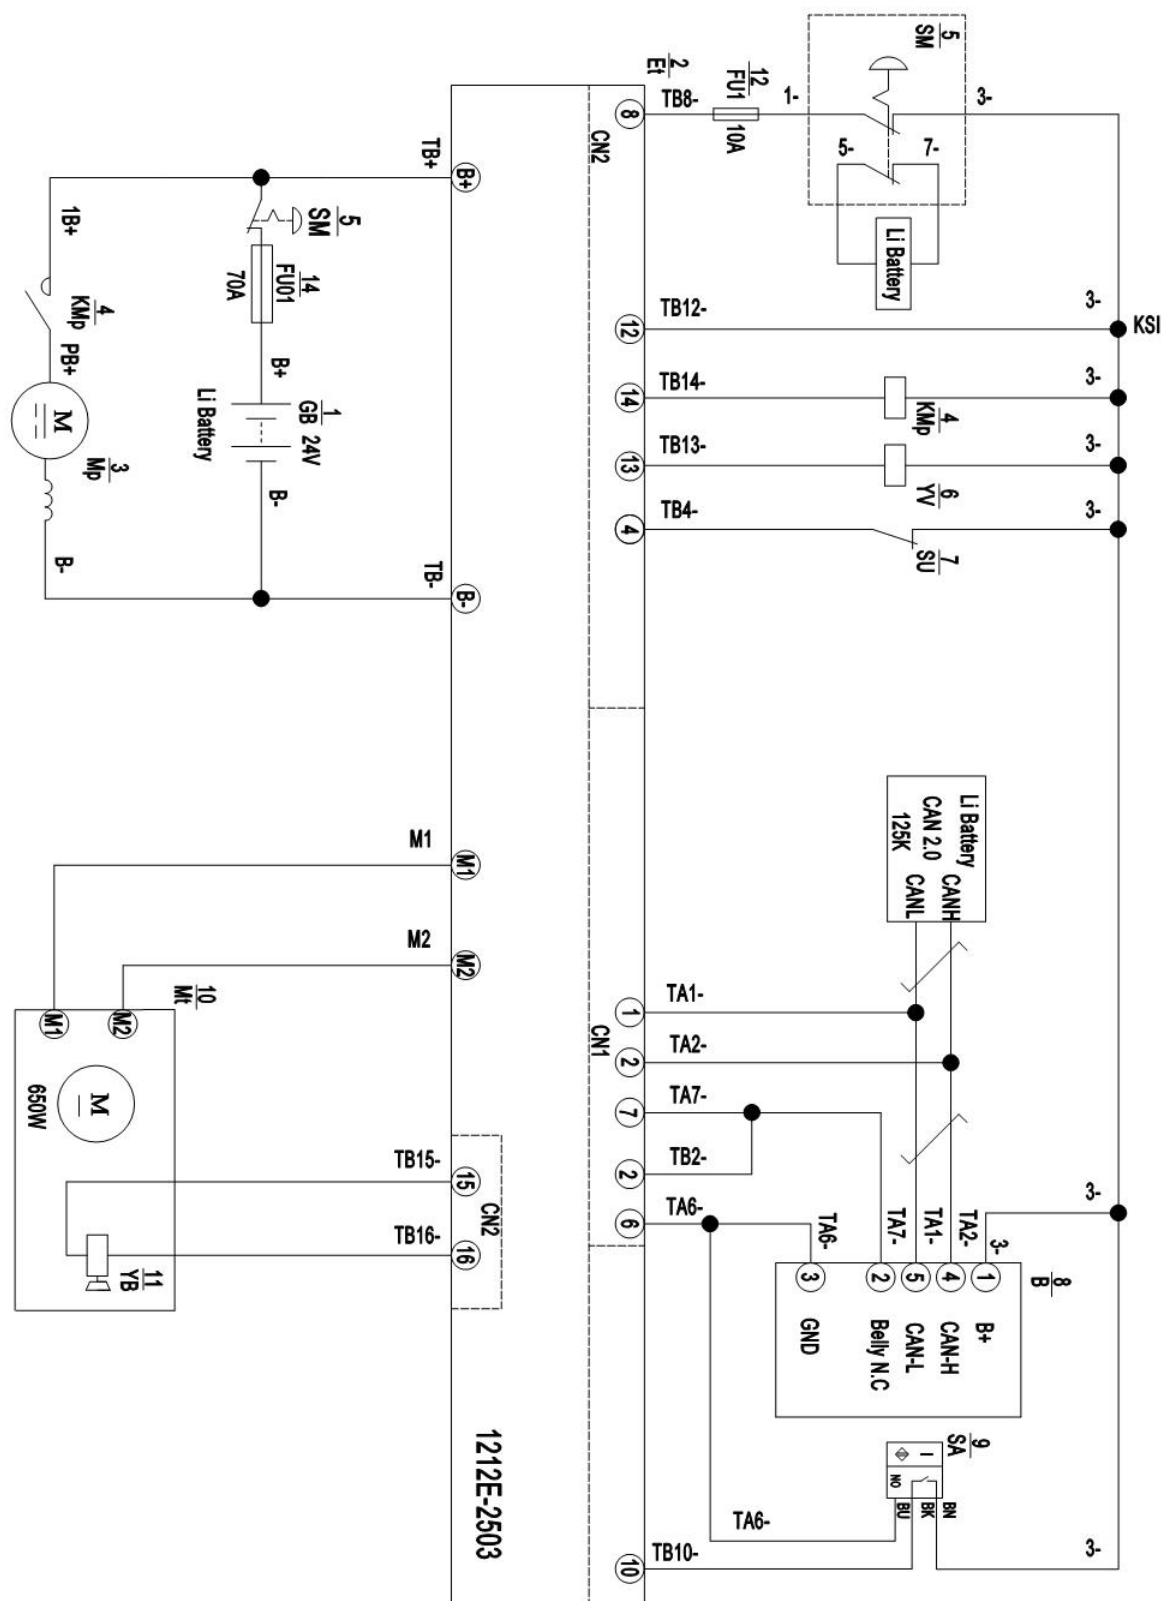 5
SM
2
Et
12
FU1
10A
TB8-
8
1-
3-
5-
7-
Li Battery
CN2
TB+
B+
1B+
5
SM
14
FU01
70A
4
KMp
PB+
B+
1
GB 24V
Li Battery
M
3
Mp
B-
B-
TB-
B-
TB12-
12
3-
KSI
TB14-
14
4
KMp
3-
TB13-
13
6
YV
3-
TB4-
4
7
SU
3-
Li Battery
CAN 2.0
125K
CANH
CANL
M1
M1
M2
M2
10
Mt
M1
M2
M
650W
TB15-
15
TB16-
16
CN2
11
YB
CN1
TA1-
1
TA2-
2
TA7-
7
TB2-
2
TA6-
6
TA6-
TA7-
TA1-
TA2-
3-
3-
3
2
5
4
1
8
B
GND
Belly N.C
CAN-L
CAN-H
B+
9
SA
I
NO
BU
BK
BN
TA6-
TB10-
10
3-
1212E-2503